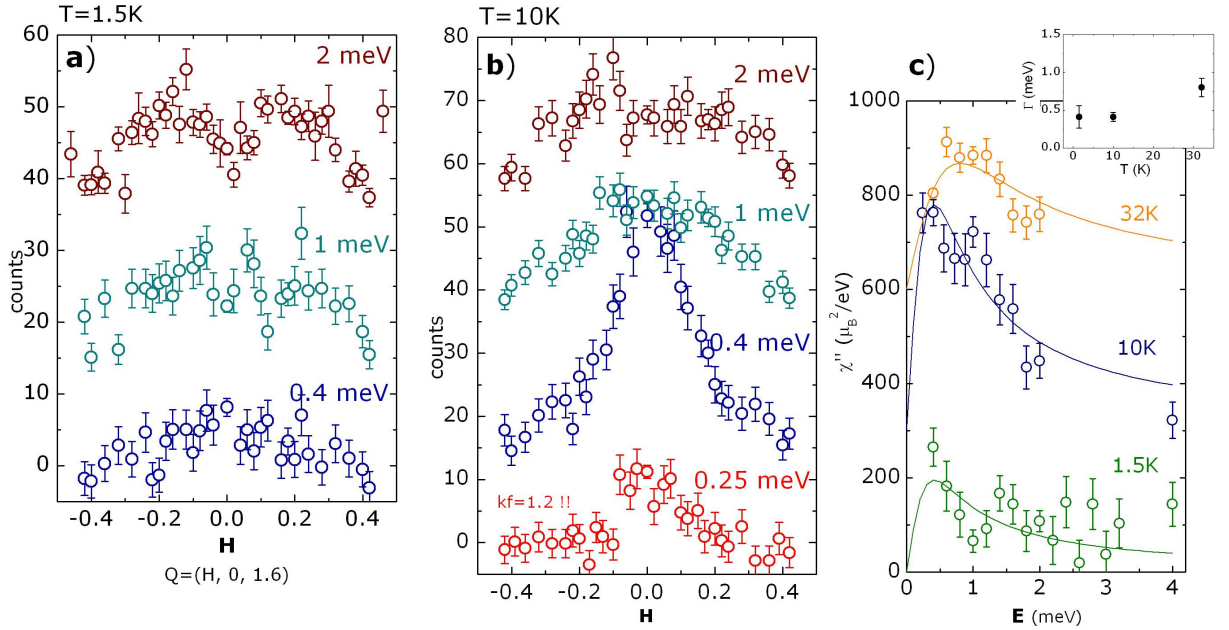 T=1.5K
a)
2 meV
1 meV
0.4 meV
counts
60
50
40
30
20
10
0
-0.4 -0.2 0.0 0.2 0.4
H
Q=(H, 0, 1.6)
T=10K
b)
2 meV
1 meV
0.4 meV
0.25 meV
kf=1.2 !!
counts
80
70
60
50
40
30
20
10
0
-0.4 -0.2 0.0 0.2 0.4
H
c)
32K
10K
1.5K
χ'' (μB²/eV)
1000
800
600
400
200
0
0 1 2 3 4
E (meV)
Γ (meV)
1.5
1.0
0.5
0.0
0 10 20 30
T (K)